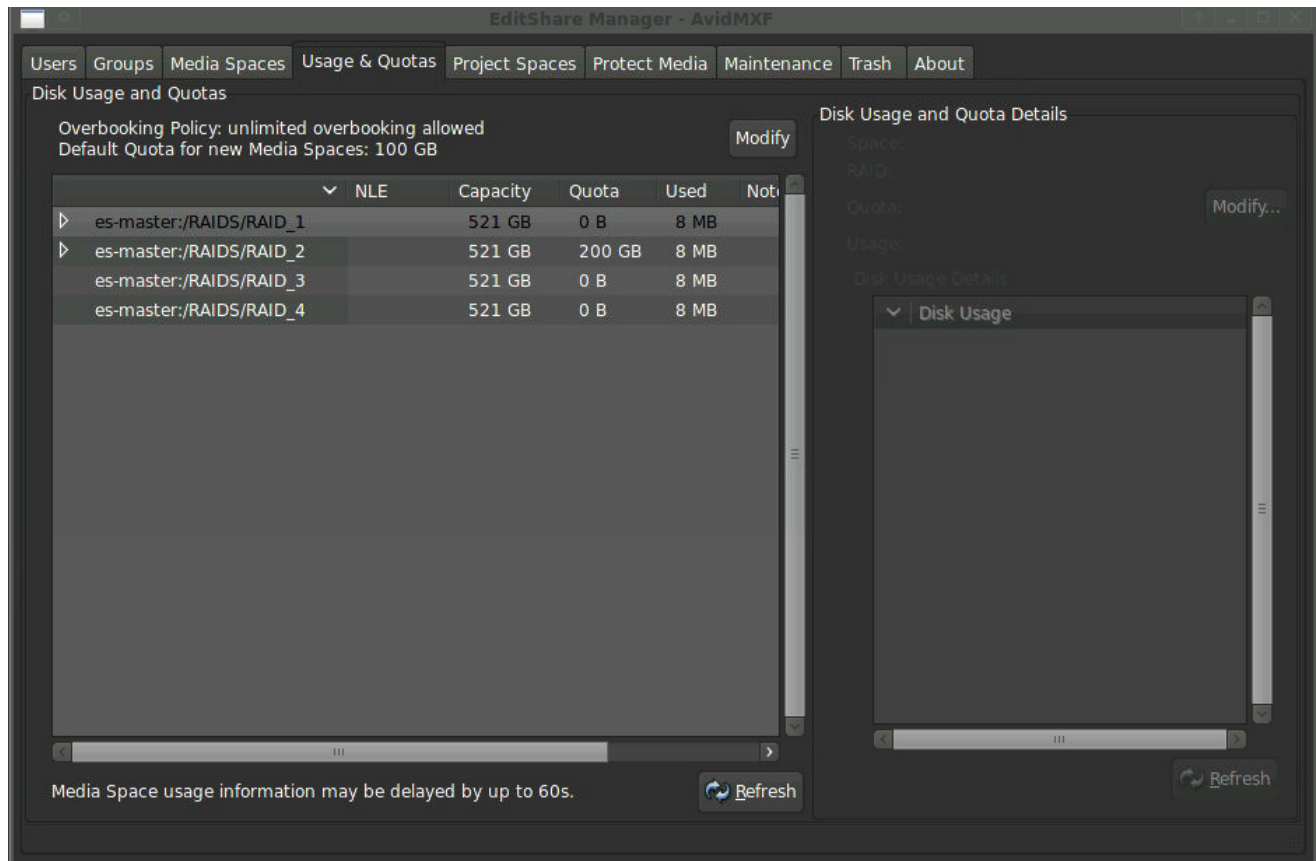 EditShare Manager - AvidMXF
Users Groups Media Spaces Usage & Quotas Project Spaces Protect Media Maintenance Trash About
Disk Usage and Quotas
Overbooking Policy: unlimited overbooking allowed
Default Quota for new Media Spaces: 100 GB
Modify
NLE Capacity Quota Used Not
es-master:/RAIDS/RAID_1 521 GB 0 B 8 MB
es-master:/RAIDS/RAID_2 521 GB 200 GB 8 MB
es-master:/RAIDS/RAID_3 521 GB 0 B 8 MB
es-master:/RAIDS/RAID_4 521 GB 0 B 8 MB
Media Space usage information may be delayed by up to 60s.
Refresh
Disk Usage and Quota Details
Space:
RAID:
Quota:
Modify...
Usage:
Disk Usage Details
Disk Usage
Refresh